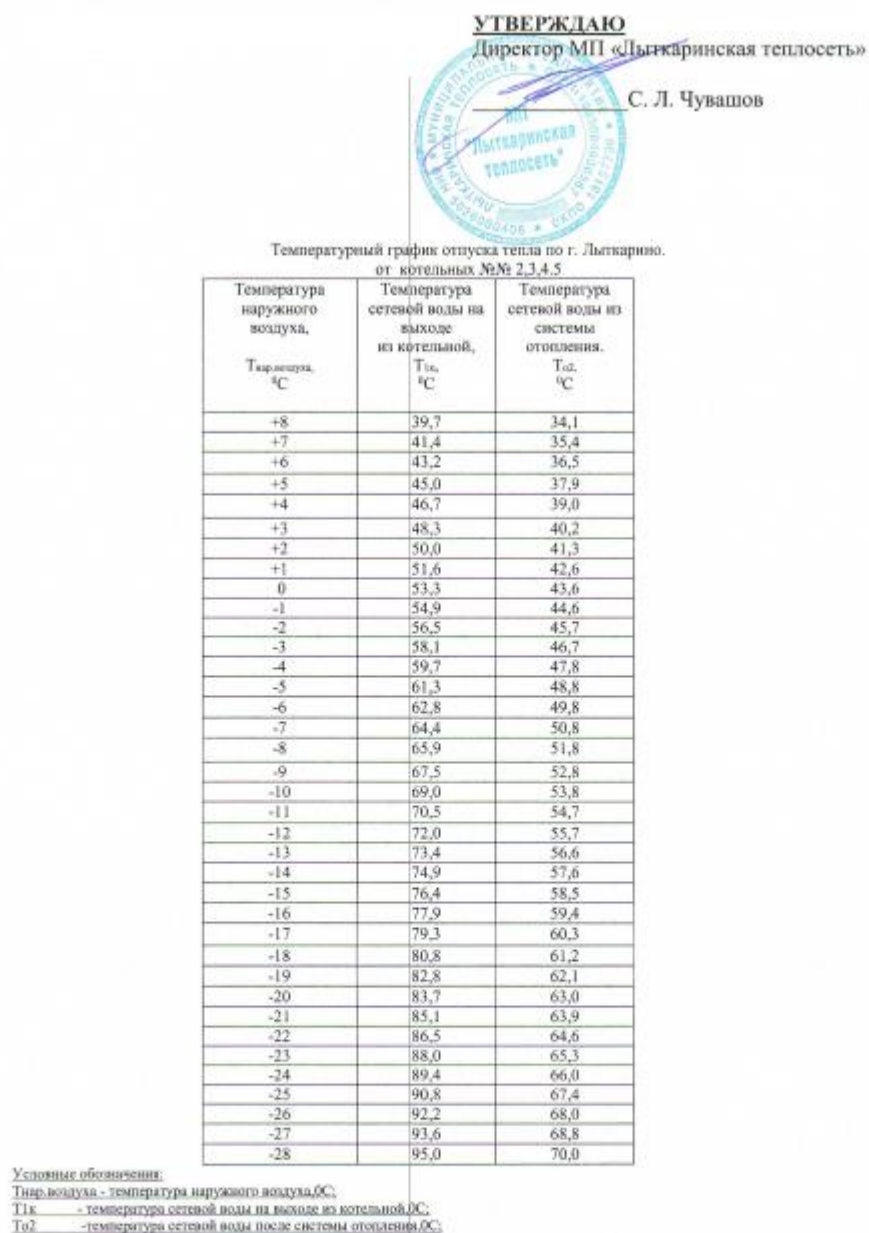 УТВЕРЖДАЮ
Директор МП «Лыткаринская теплосеть»
С. Л. Чувашов
МП
"Лыткаринская
теплосеть"
Температурный график отпуска тепла по г. Лыткарино.
от котельных №№ 2,3,4.5
Температура наружного воздуха, Tнар.воздуха, ⁰С | Температура сетевой воды на выходе из котельной, T1к, ⁰С | Температура сетевой воды из системы отопления. Tо2, ⁰С
+8 39,7 34,1
+7 41,4 35,4
+6 43,2 36,5
+5 45,0 37,9
+4 46,7 39,0
+3 48,3 40,2
+2 50,0 41,3
+1 51,6 42,6
0 53,3 43,6
-1 54,9 44,6
-2 56,5 45,7
-3 58,1 46,7
-4 59,7 47,8
-5 61,3 48,8
-6 62,8 49,8
-7 64,4 50,8
-8 65,9 51,8
-9 67,5 52,8
-10 69,0 53,8
-11 70,5 54,7
-12 72,0 55,7
-13 73,4 56,6
-14 74,9 57,6
-15 76,4 58,5
-16 77,9 59,4
-17 79,3 60,3
-18 80,8 61,2
-19 82,8 62,1
-20 83,7 63,0
-21 85,1 63,9
-22 86,5 64,6
-23 88,0 65,3
-24 89,4 66,0
-25 90,8 67,4
-26 92,2 68,0
-27 93,6 68,8
-28 95,0 70,0
Условные обозначения:
Тнар.воздуха - температура наружного воздуха,0С;
Т1к - температура сетевой воды на выходе из котельной,0С;
То2 -температура сетевой воды после системы отопления,0С;